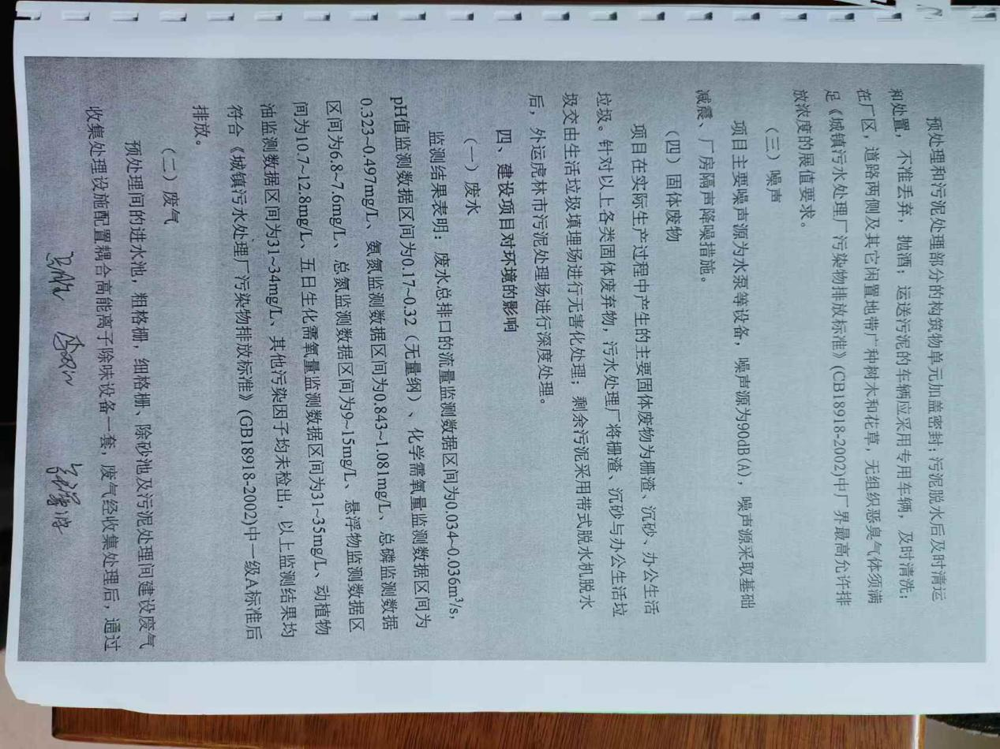 预处理和污泥处理部分的构筑物单元加盖密封;污泥脱水后及时清运
和处置,不准丢弃,抛洒;运送污泥的车辆应采用专用车辆,及时清洗;
在厂区,道路两侧及其它闲置地带广种树木和花草,无组织恶臭气体须满
足《城镇污水处理厂污染物排放标准》(CB18918-2002)中厂界最高允许排
放浓度的展值要求。
(三)噪声
项目主要噪声源为水泵等设备,噪声源为90dB(A),噪声源采取基础
减震、厂房隔声降噪措施。
(四)固体废物
项目在实际生产过程中产生的主要固体废物为栅渣、沉砂、办公生活
垃圾。针对以上各类固体废弃物,污水处理厂将栅渣、沉砂与办公生活垃
圾交由生活垃圾填埋场进行无害化处理;剩余污泥采用带式脱水机脱水
后,外运虎林市污泥处理场进行深度处理。
四、建设项目对环境的影响
(一)废水
监测结果表明:废水总排口的流量监测数据区间为0.034~0.036m³/s,
pH值监测数据区间为0.17~0.32(无量纲)、化学需氧量监测数据区间为
0.323~0.497mg/L、氨氮监测数据区间为0.843~1.081mg/L、总磷监测数据
区间为6.8~7.6mg/L、总氮监测数据区间为9~15mg/L、悬浮物监测数据区
间为10.7~12.8mg/L、五日生化需氧量监测数据区间为31~35mg/L、动植物
油监测数据区间为31~34mg/L、其他污染因子均未检出,以上监测结果均
符合《城镇污水处理厂污染物排放标准》(GB18918-2002)中一级A标准后
排放。
(二)废气
预处理间的进水池,粗格栅,细格栅、除砂池及污泥处理间建设废气
收集处理设施配置耦合高能离子除味设备一套,废气经收集处理后,通过